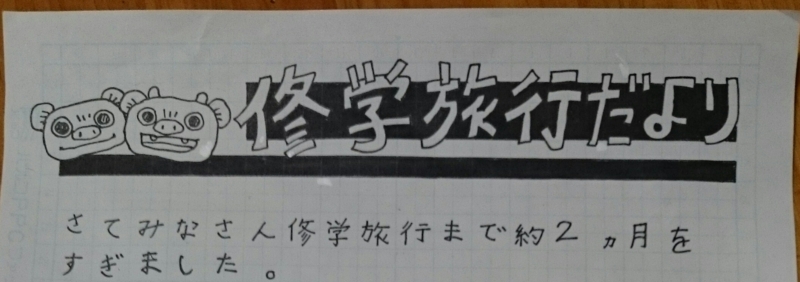 修学旅行だより
さてみなさん修学旅行まで約2ヵ月を
すぎました。